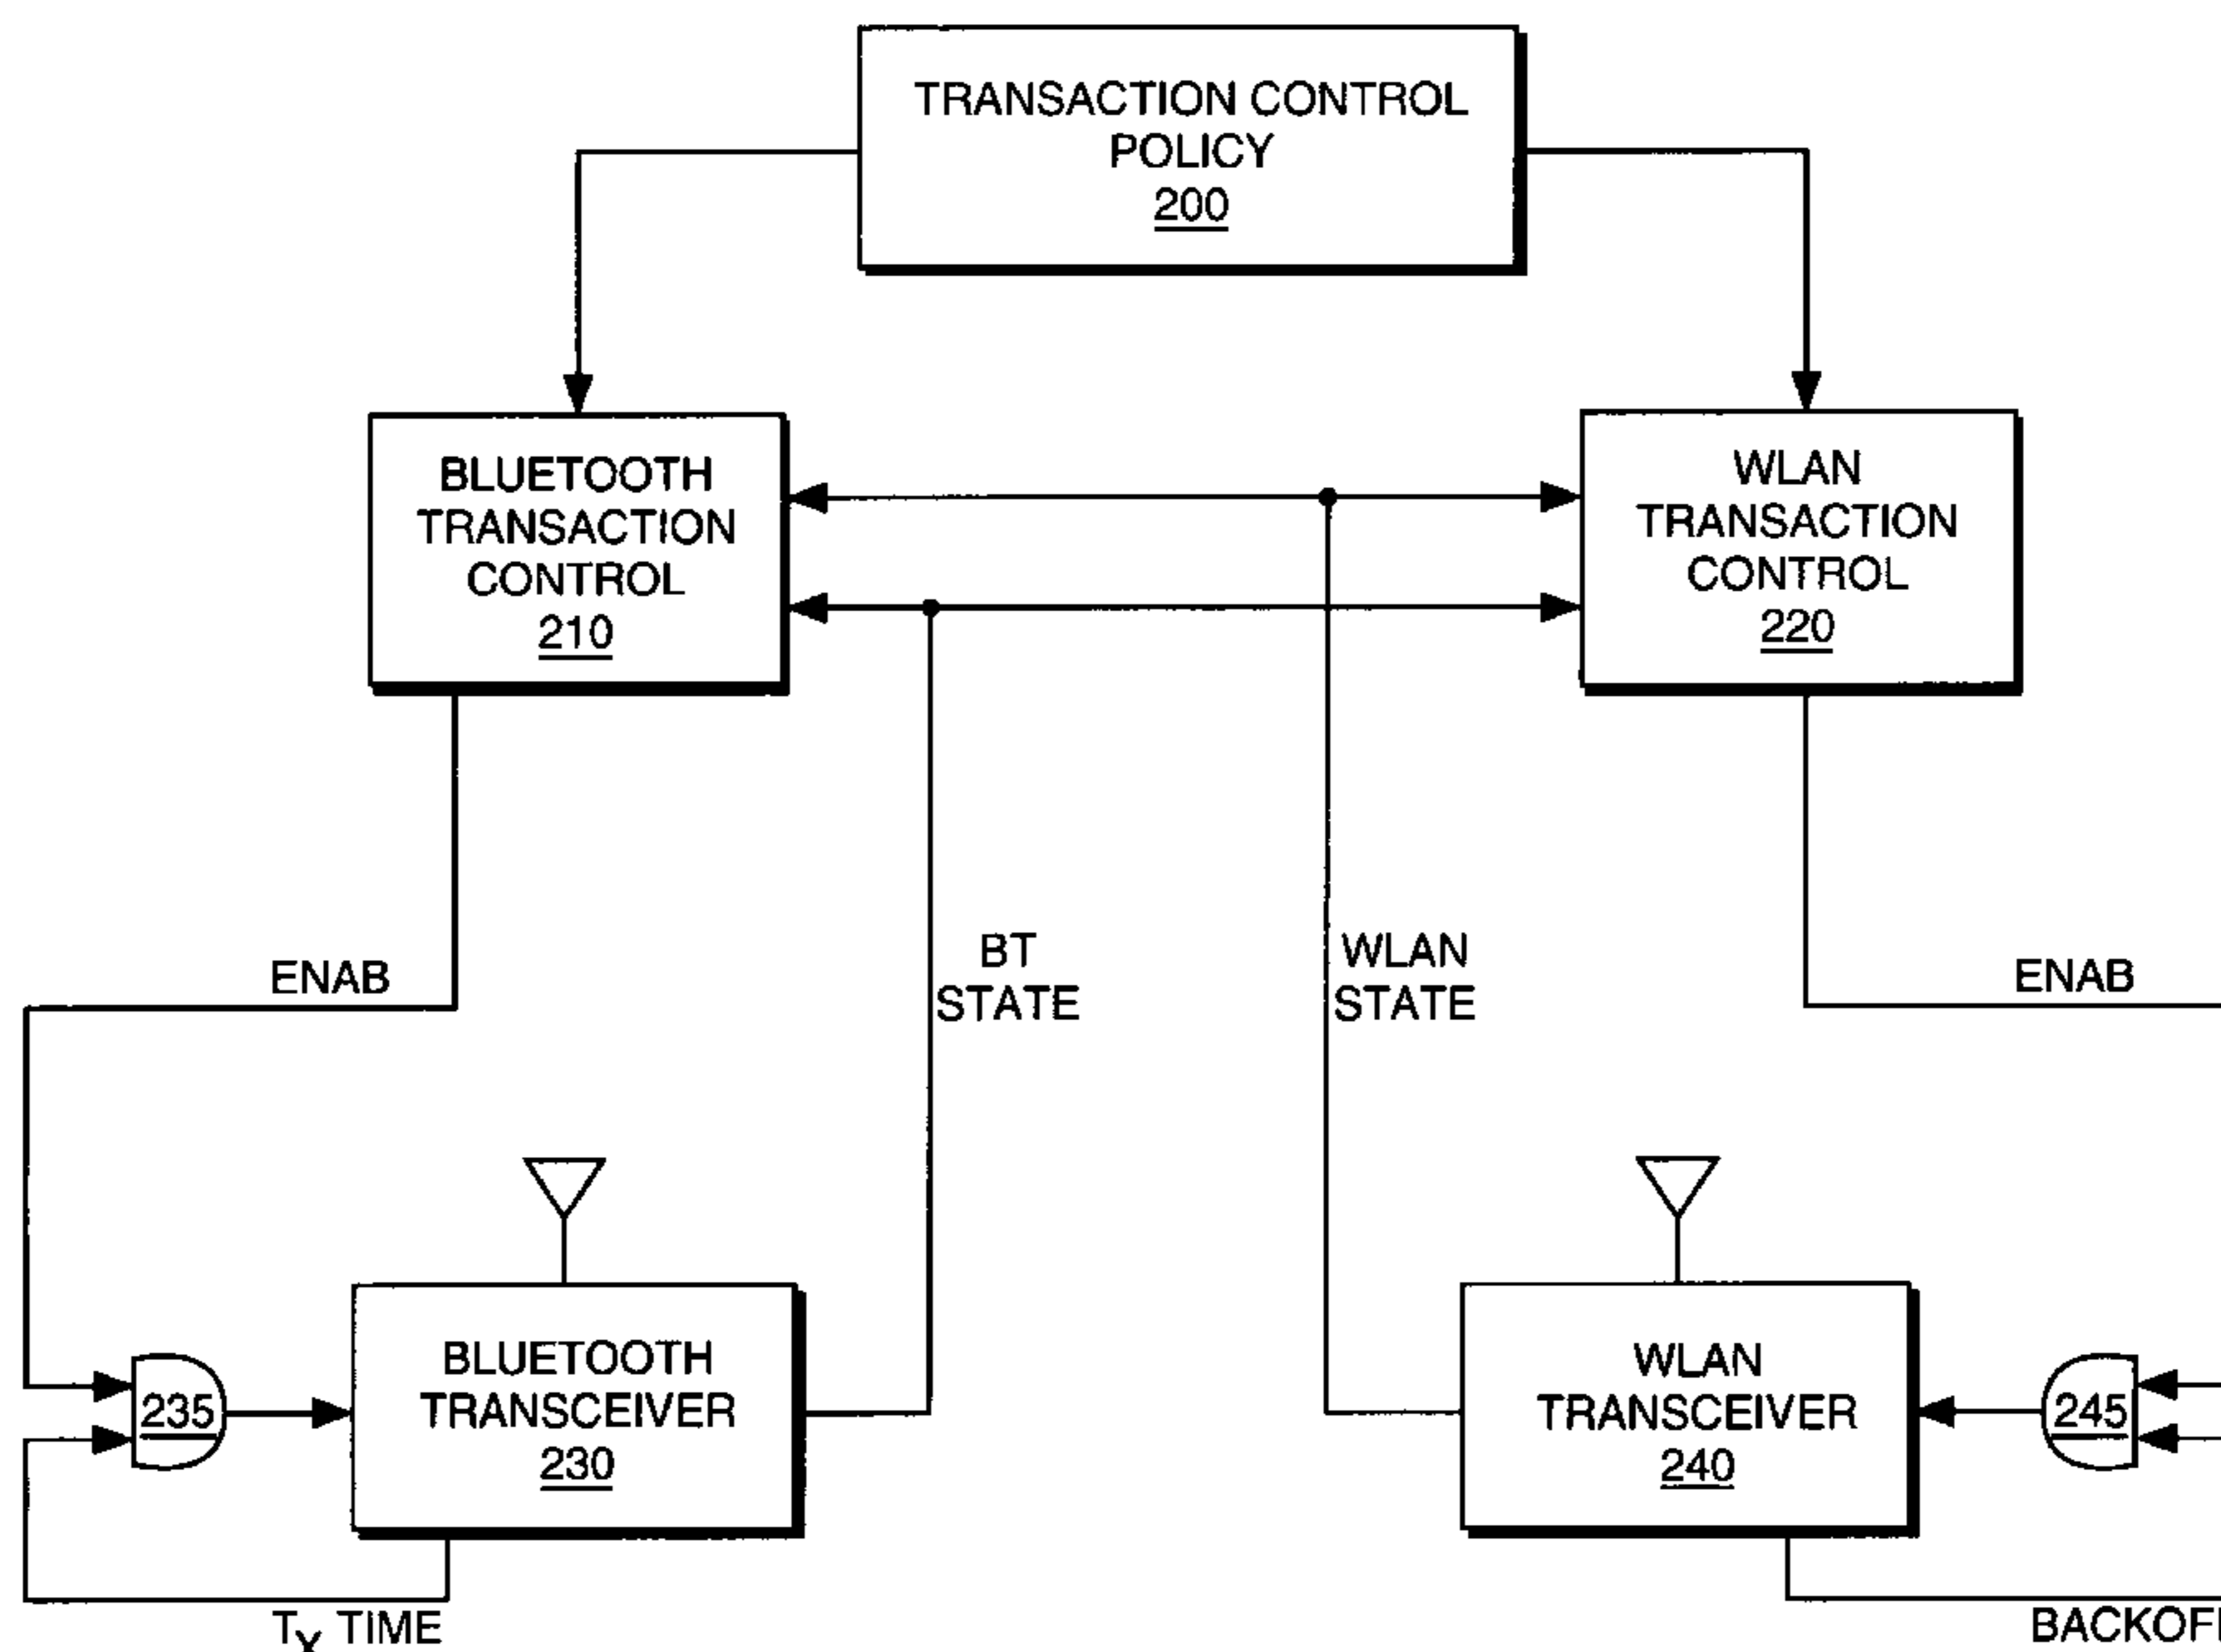 TRANSACTION CONTROL
POLICY
200
BLUETOOTH
TRANSACTION
CONTROL
210
WLAN
TRANSACTION
CONTROL
220
ENAB
BT
STATE
WLAN
STATE
ENAB
235
BLUETOOTH
TRANSCEIVER
230
WLAN
TRANSCEIVER
240
245
TX TIME
BACKOFF